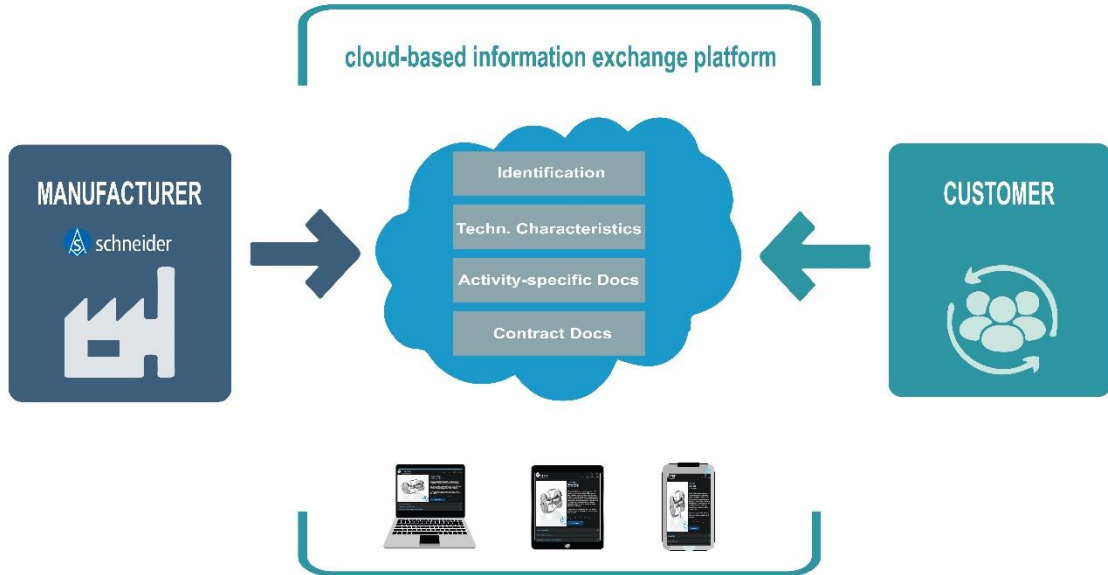 cloud-based information exchange platform
MANUFACTURER
schneider
Identification
Techn. Characteristics
Activity-specific Docs
Contract Docs
CUSTOMER